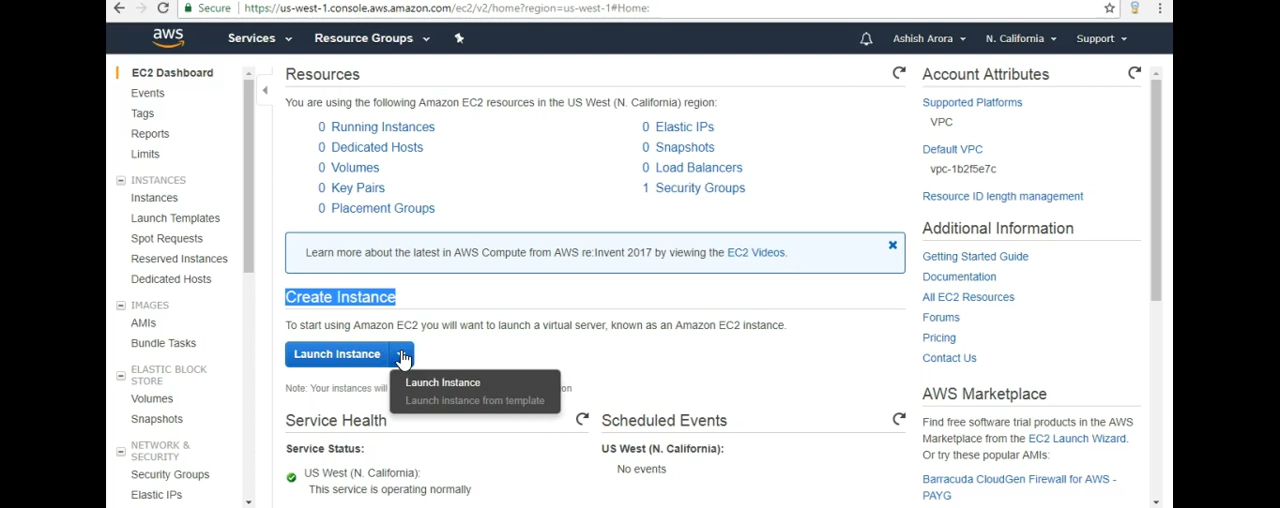 Secure https://us-west-1.console.aws.amazon.com/ec2/v2/home?region=us-west-1#Home:
aws
Services
Resource Groups
Ashish Arora
N. California
Support
EC2 Dashboard
Events
Tags
Reports
Limits
INSTANCES
Instances
Launch Templates
Spot Requests
Reserved Instances
Dedicated Hosts
IMAGES
AMIs
Bundle Tasks
ELASTIC BLOCK
STORE
Volumes
Snapshots
NETWORK &
SECURITY
Security Groups
Elastic IPs
Resources
You are using the following Amazon EC2 resources in the US West (N. California) region:
0 Running Instances
0 Dedicated Hosts
0 Volumes
0 Key Pairs
0 Placement Groups
0 Elastic IPs
0 Snapshots
0 Load Balancers
1 Security Groups
Learn more about the latest in AWS Compute from AWS re:Invent 2017 by viewing the EC2 Videos.
Create Instance
To start using Amazon EC2 you will want to launch a virtual server, known as an Amazon EC2 instance.
Launch Instance
Launch Instance
Launch instance from template
Note: Your instances will
Service Health
Service Status:
US West (N. California):
This service is operating normally
Scheduled Events
US West (N. California):
No events
Account Attributes
Supported Platforms
VPC
Default VPC
vpc-1b2f5e7c
Resource ID length management
Additional Information
Getting Started Guide
Documentation
All EC2 Resources
Forums
Pricing
Contact Us
AWS Marketplace
Find free software trial products in the AWS
Marketplace from the EC2 Launch Wizard.
Or try these popular AMIs:
Barracuda CloudGen Firewall for AWS -
PAYG